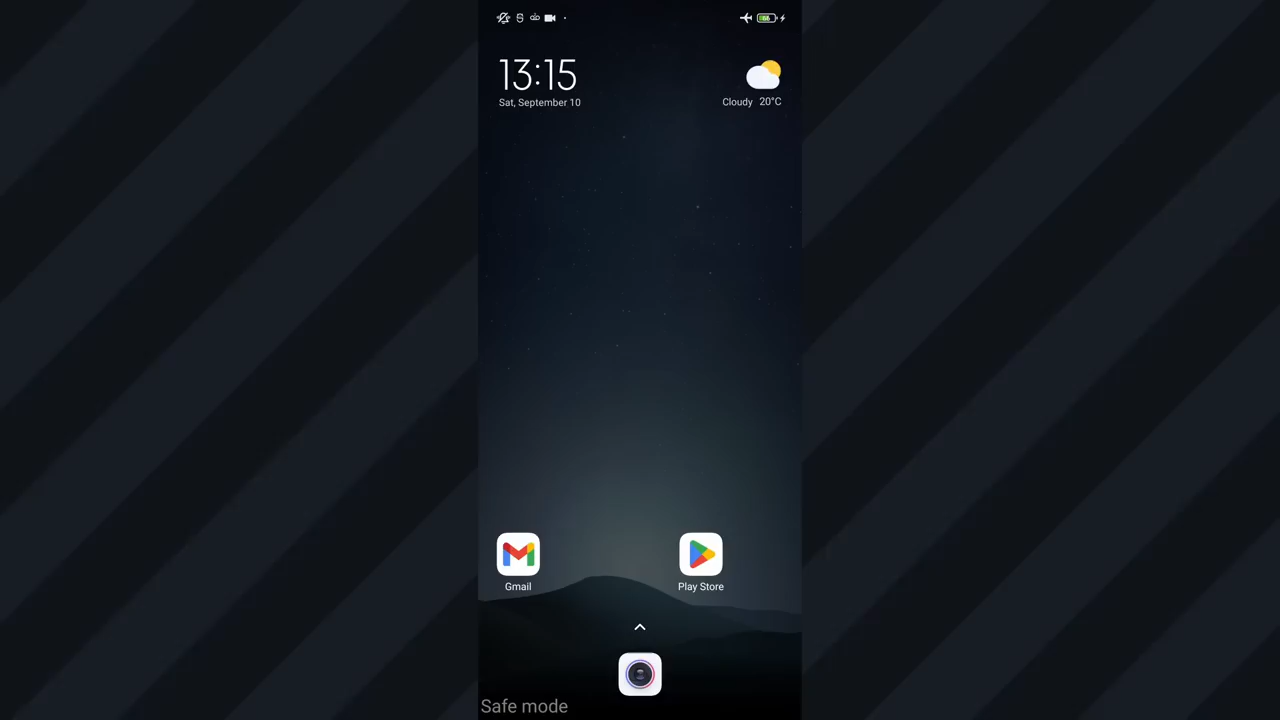 13:15
Sat, September 10
Cloudy 20°C
Gmail
Play Store
Safe mode